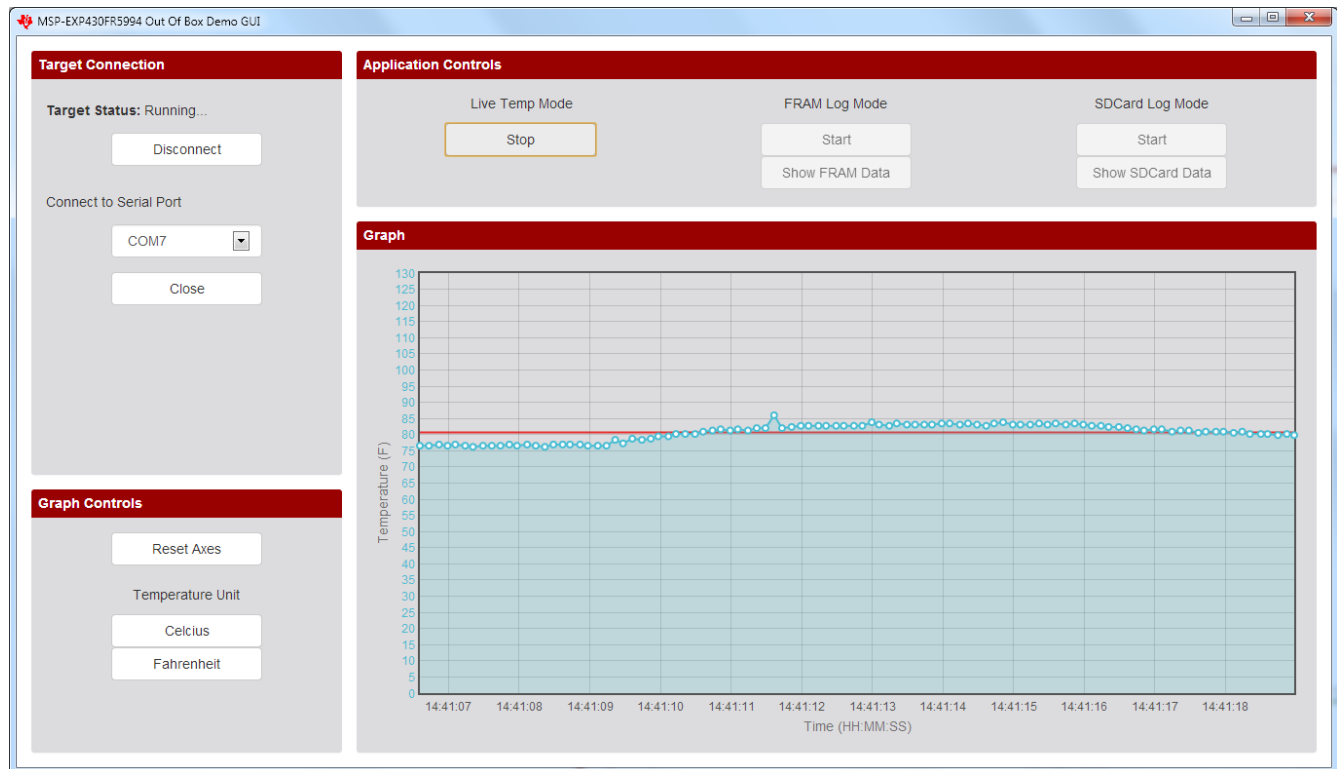 MSP-EXP430FR5994 Out Of Box Demo GUI
Target Connection
Target Status: Running...
Disconnect
Connect to Serial Port
COM7
Close
Graph Controls
Reset Axes
Temperature Unit
Celcius
Fahrenheit
Application Controls
Live Temp Mode
Stop
FRAM Log Mode
Start
Show FRAM Data
SDCard Log Mode
Start
Show SDCard Data
Graph
Temperature (F)
130
125
120
115
110
105
100
95
90
85
80
75
70
65
60
55
50
45
40
35
30
25
20
15
10
5
0
14:41:07 14:41:08 14:41:09 14:41:10 14:41:11 14:41:12 14:41:13 14:41:14 14:41:15 14:41:16 14:41:17 14:41:18
Time (HH:MM:SS)